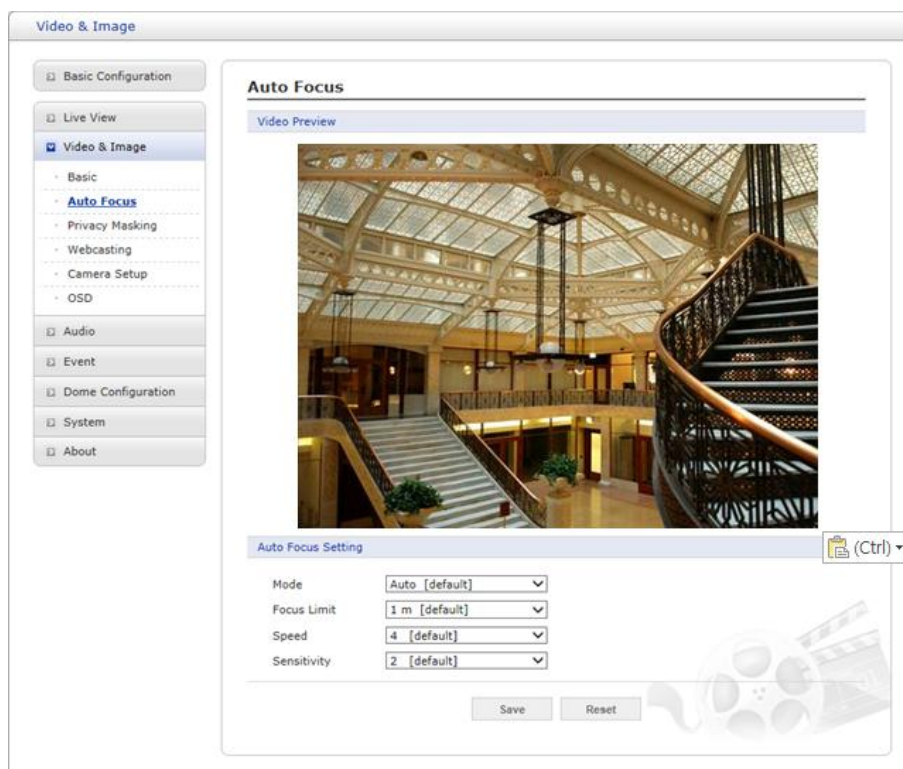 Video & Image
Basic Configuration
Live View
Video & Image
Basic
Auto Focus
Privacy Masking
Webcasting
Camera Setup
OSD
Audio
Event
Dome Configuration
System
About
Auto Focus
Video Preview
Auto Focus Setting
(Ctrl)
Mode Auto [default]
Focus Limit 1 m [default]
Speed 4 [default]
Sensitivity 2 [default]
Save Reset